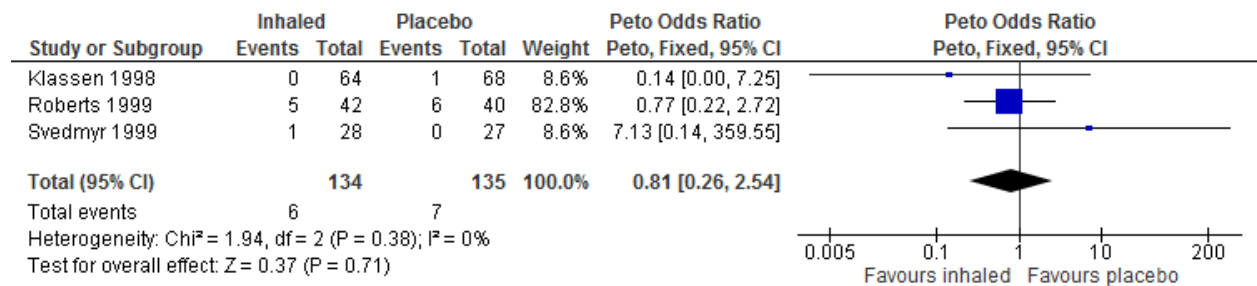 Inhaled Placebo Peto Odds Ratio Peto Odds Ratio
Study or Subgroup Events Total Events Total Weight Peto, Fixed, 95% CI Peto, Fixed, 95% CI
Klassen 1998 0 64 1 68 8.6% 0.14 [0.00, 7.25]
Roberts 1999 5 42 6 40 82.8% 0.77 [0.22, 2.72]
Svedmyr 1999 1 28 0 27 8.6% 7.13 [0.14, 359.55]
Total (95% CI) 134 135 100.0% 0.81 [0.26, 2.54]
Total events 6 7
Heterogeneity: Chi² = 1.94, df = 2 (P = 0.38); I² = 0%
Test for overall effect: Z = 0.37 (P = 0.71)
0.005 0.1 1 10 200
Favours inhaled Favours placebo